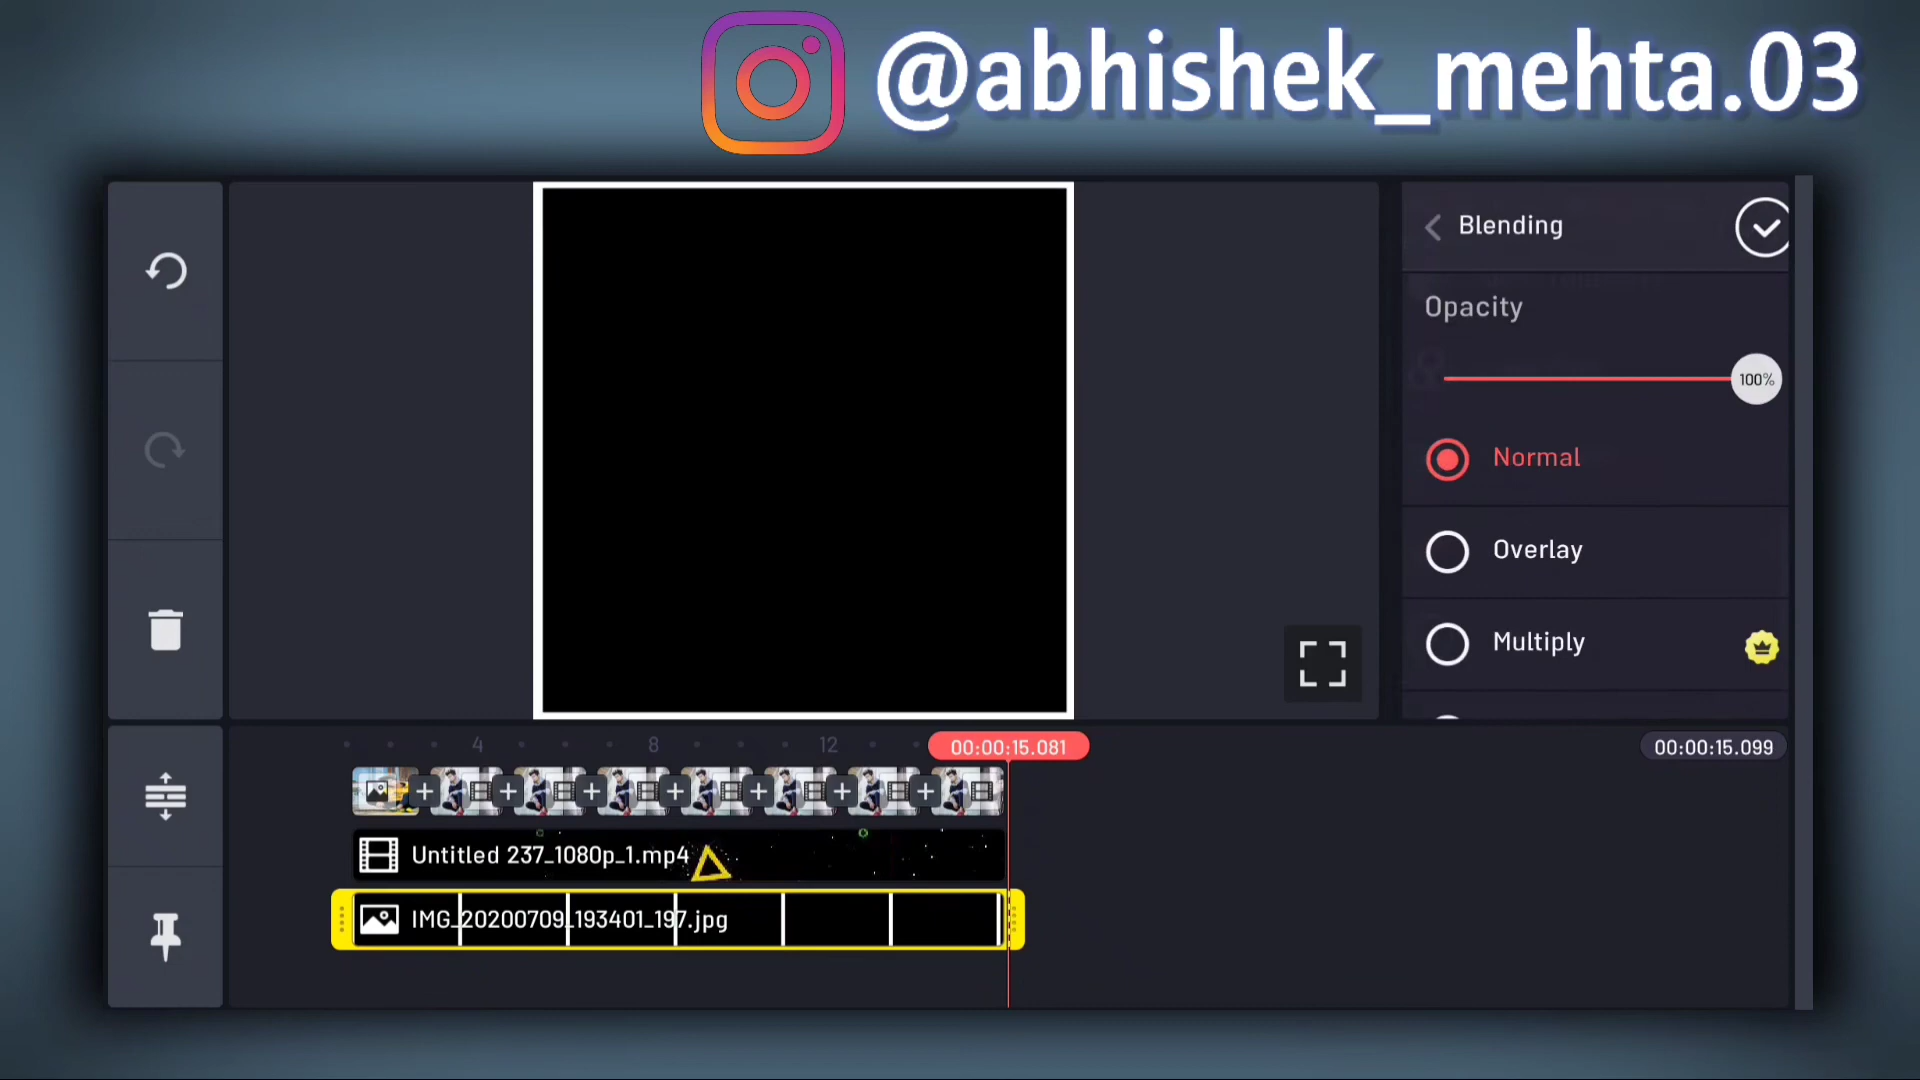 @abhishek_mehta.03
Blending
Opacity
100%
Normal
Overlay
Multiply
4
8
12
00:00:15.081
00:00:15.099
Untitled 237_1080p_1.mp4
IMG_20200709_193401_197.jpg